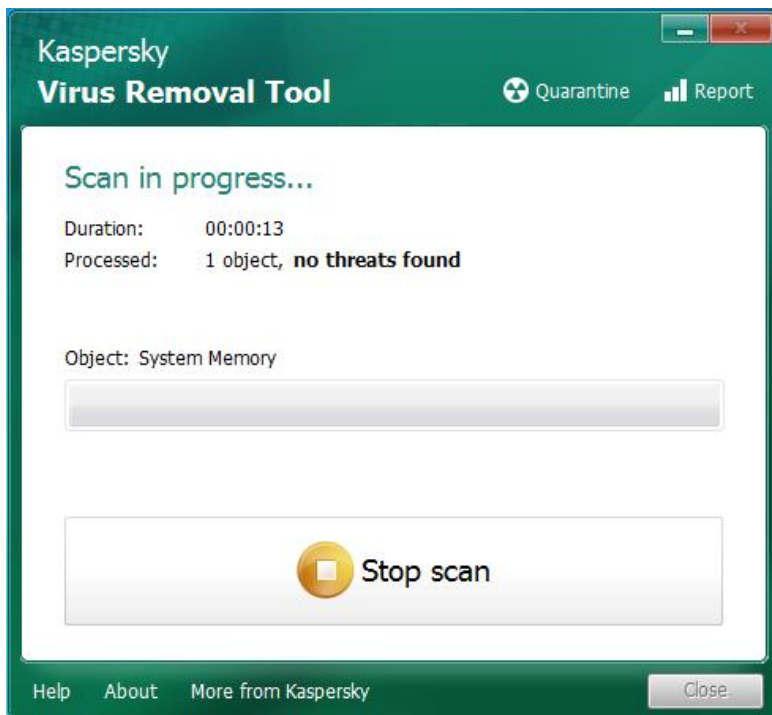 Kaspersky
Virus Removal Tool
Quarantine Report
Scan in progress...
Duration: 00:00:13
Processed: 1 object, no threats found
Object: System Memory
Stop scan
Help About More from Kaspersky Close